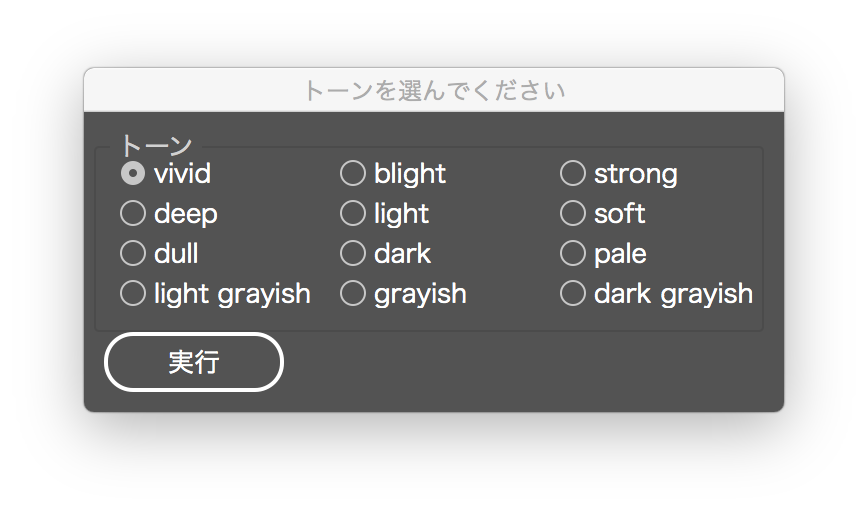 トーンを選んでください
トーン
vivid blight strong
deep light soft
dull dark pale
light grayish grayish dark grayish
実行